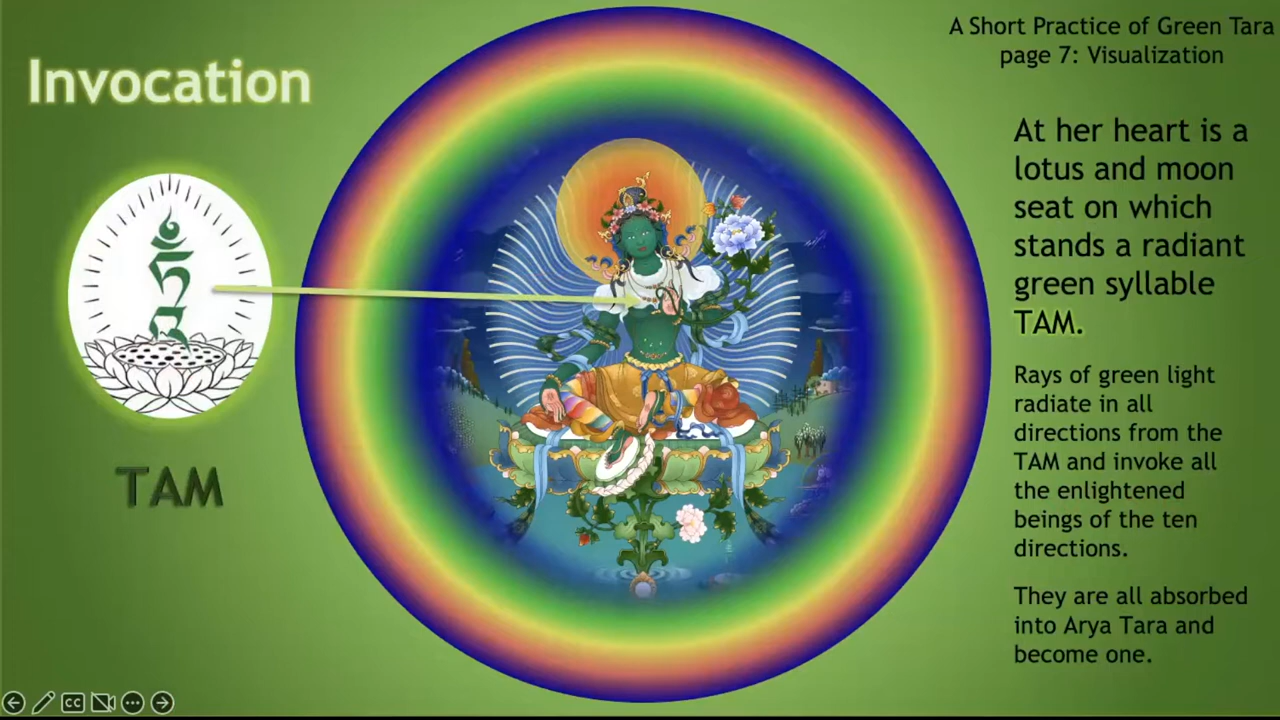 Invocation
A Short Practice of Green Tara
page 7: Visualization
TAM
At her heart is a
lotus and moon
seat on which
stands a radiant
green syllable
TAM.
Rays of green light
radiate in all
directions from the
TAM and invoke all
the enlightened
beings of the ten
directions.
They are all absorbed
into Arya Tara and
become one.
CC